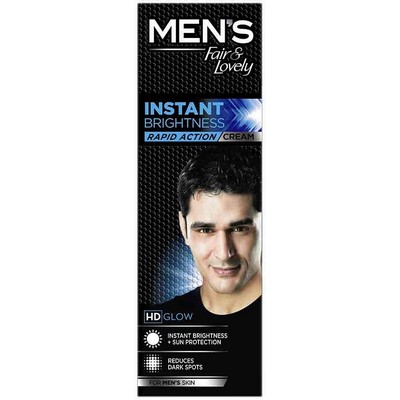 MEN'S
Fair & Lovely
INSTANT
BRIGHTNESS
RAPID ACTION/CREAM
HD GLOW
INSTANT BRIGHTNESS
+ SUN PROTECTION
REDUCES
DARK SPOTS
FOR MEN'S SKIN